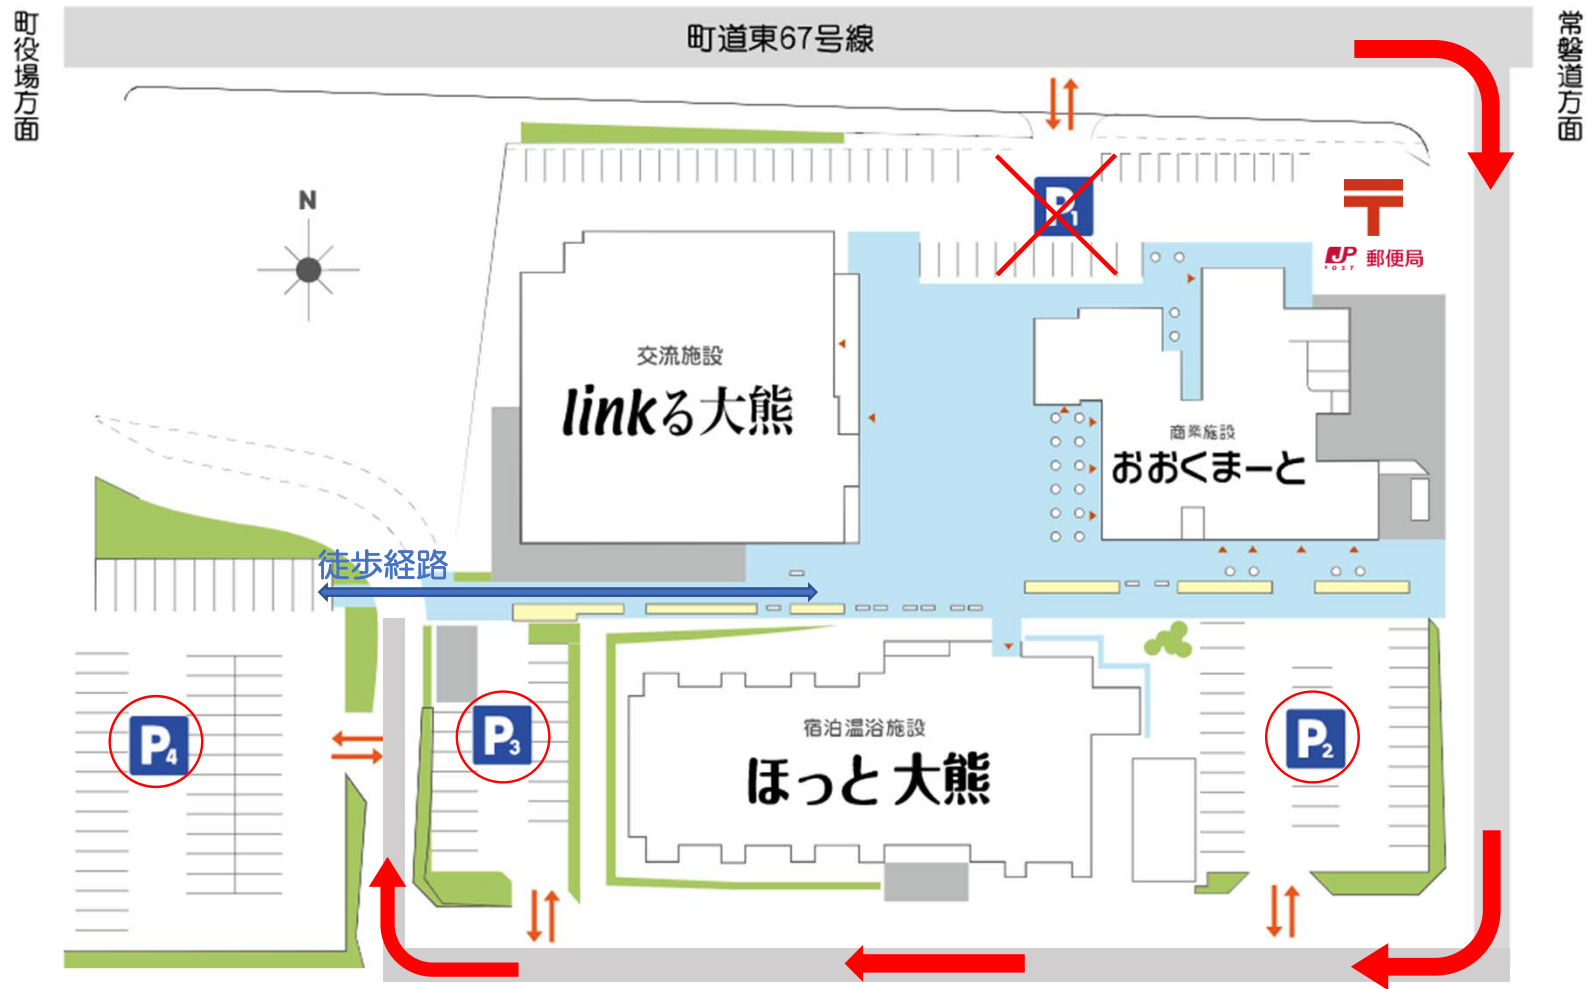 町役場方面
町道東67号線
常磐道方面
N
P1
JP 郵便局
POST
交流施設
linkる大熊
商業施設
おおくまーと
徒歩経路
P4
P3
宿泊温浴施設
ほっと大熊
P2